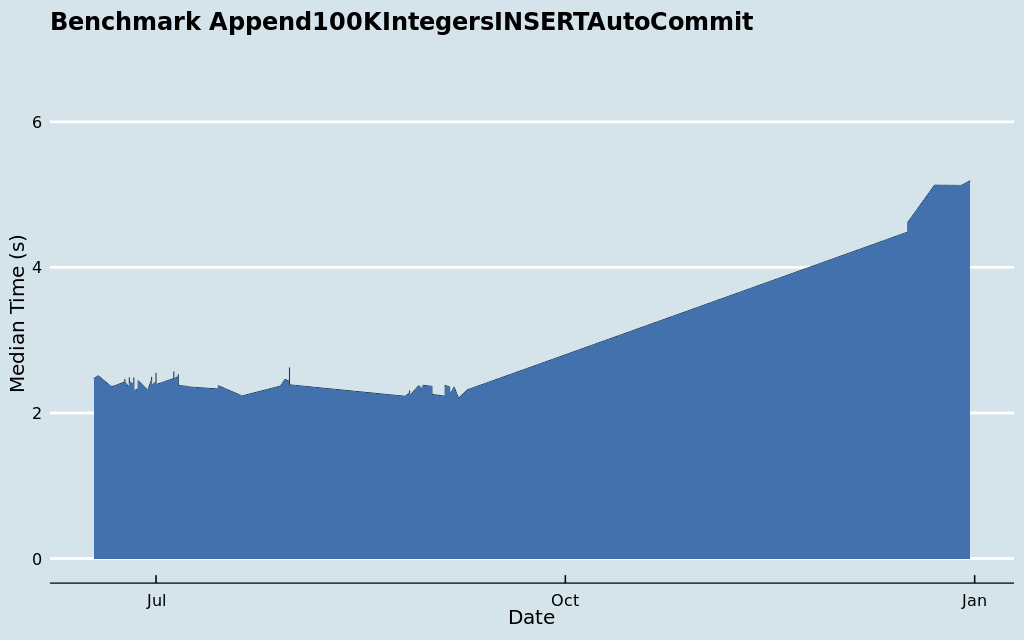 Benchmark Append100KIntegersINSERTAutoCommit
6
4
2
0
Median Time (s)
Jul
Oct
Jan
Date